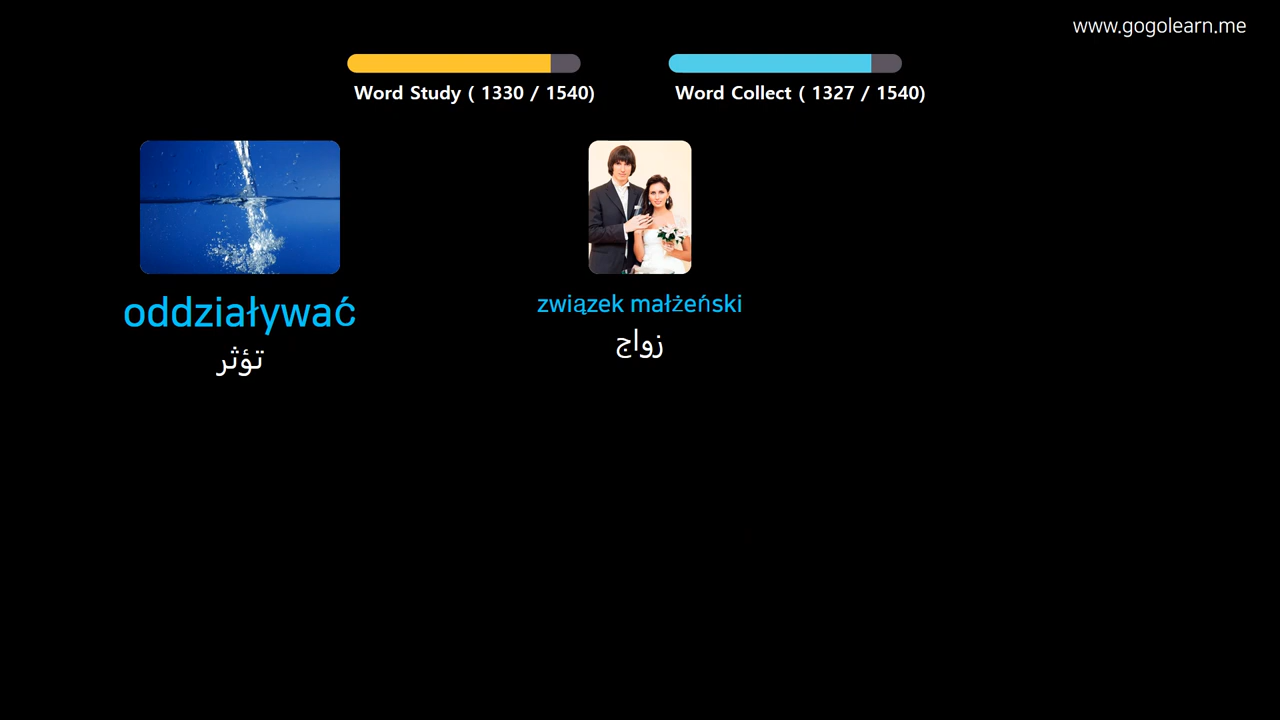 www.gogolearn.me
Word Study ( 1330 / 1540)
Word Collect ( 1327 / 1540)
oddziaływać
تؤثر
związek małżeński
زواج